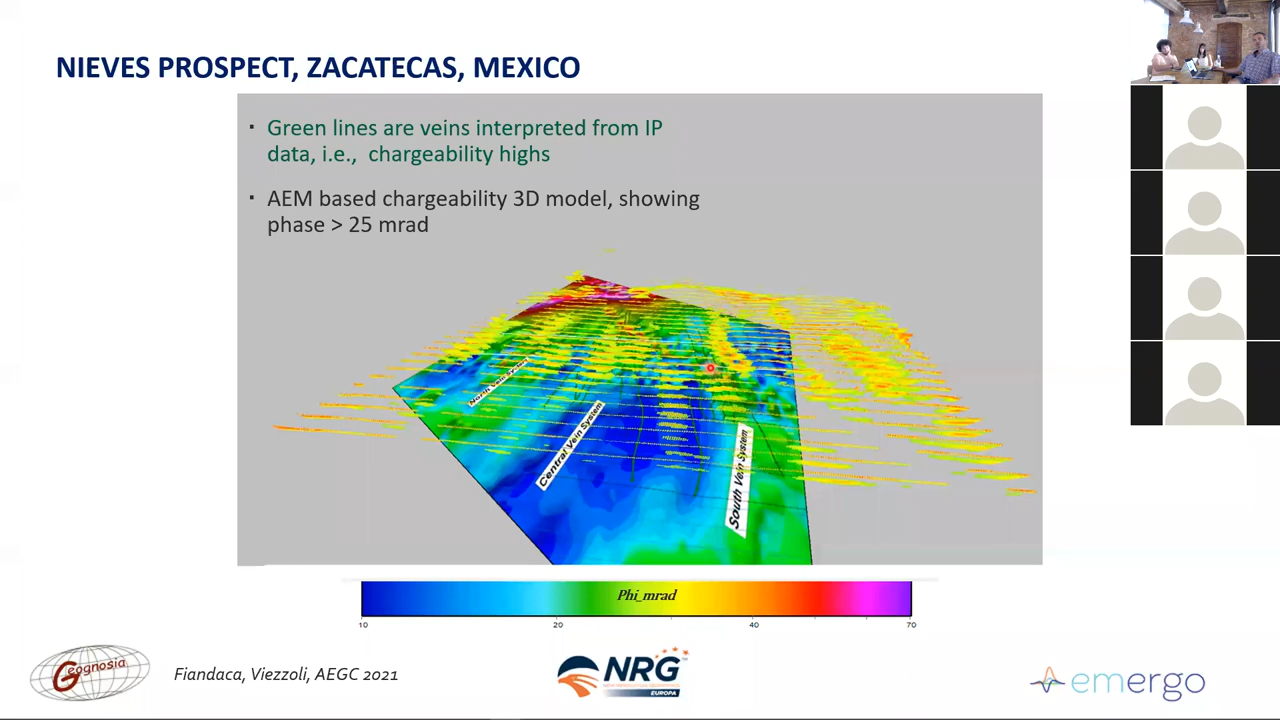 NIEVES PROSPECT, ZACATECAS, MEXICO
Green lines are veins interpreted from IP
data, i.e., chargeability highs
AEM based chargeability 3D model, showing
phase > 25 mrad
North Vein System
Central Vein System
South Vein System
Phi_mrad
10 20 40 70
Geognosia
Fiandaca, Viezzoli, AEGC 2021
NRG
EUROPA
emergo